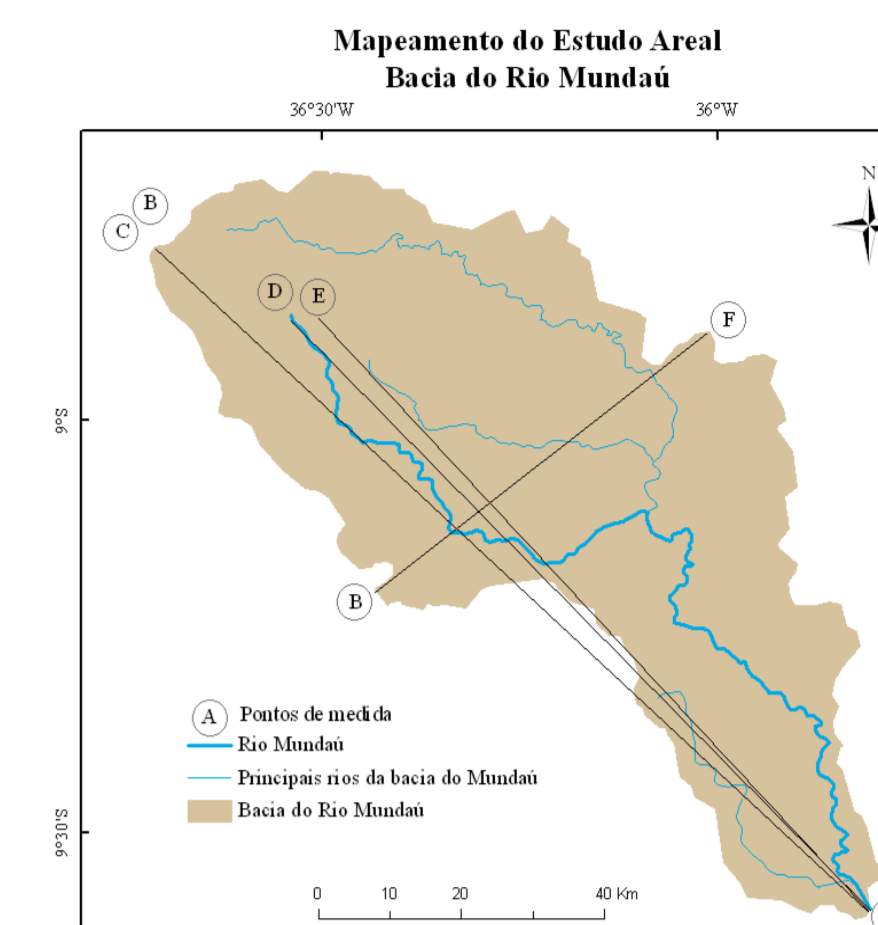 Mapeamento do Estudo Areal
Bacia do Rio Mundaú
36°30'W
36°W
N
B
C
D
E
F
9°S
B
A Pontos de medida
Rio Mundaú
Principais rios da bacia do Mundaú
Bacia do Rio Mundaú
9°30'S
0 10 20 40 Km